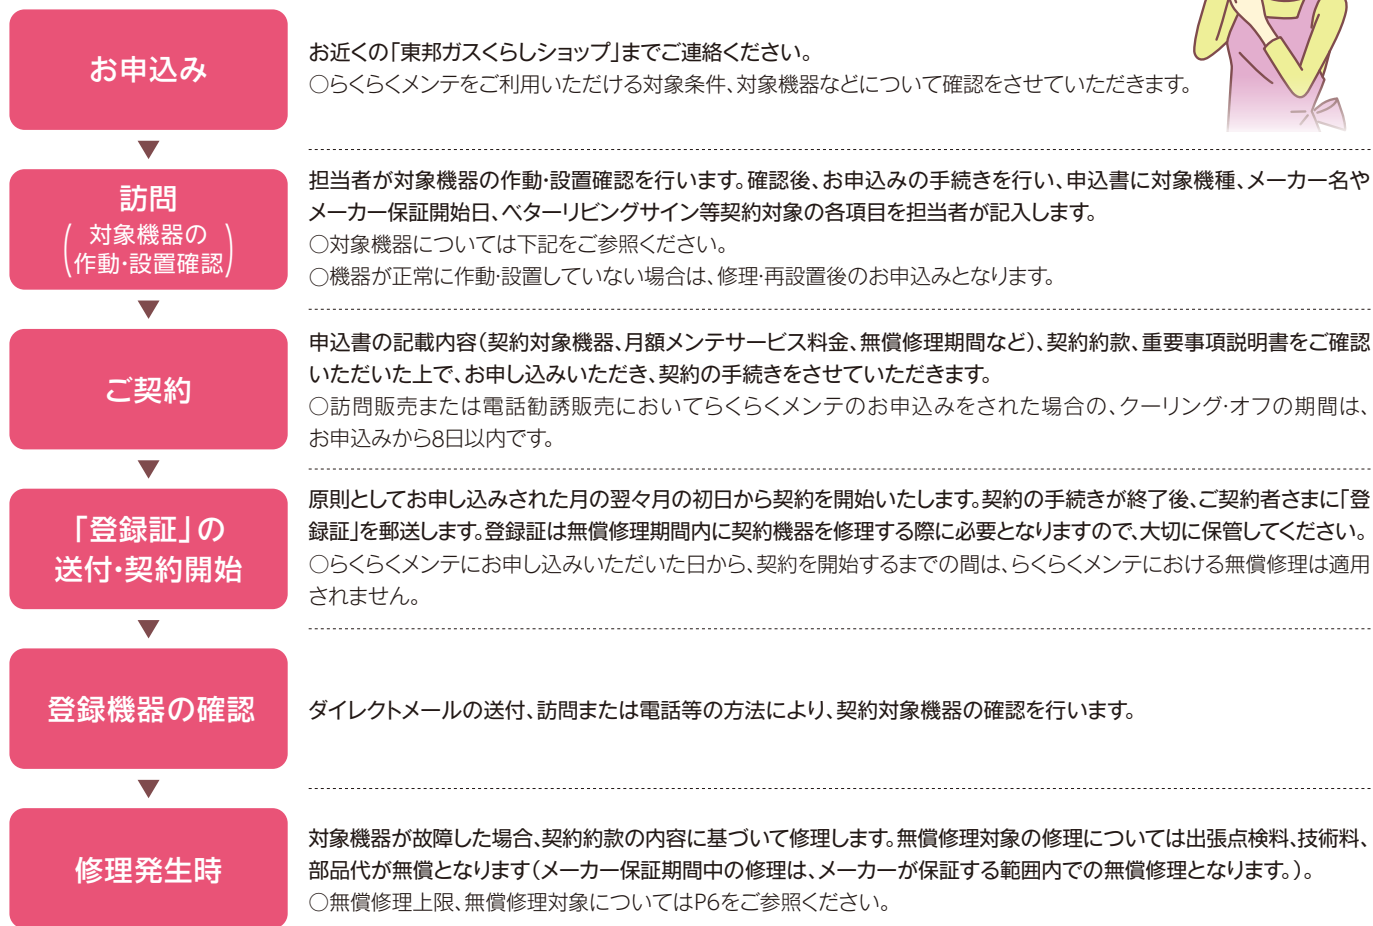 お申込み
お近くの「東邦ガスくらしショップ」までご連絡ください。
○らくらくメンテをご利用いただける対象条件、対象機器などについて確認をさせていただきます。
▼
訪問
(対象機器の
作動・設置確認)
担当者が対象機器の作動・設置確認を行います。確認後、お申込みの手続きを行い、申込書に対象機種、メーカー名や
メーカー保証開始日、ベターリビングサイン等契約対象の各項目を担当者が記入します。
○対象機器については下記をご参照ください。
○機器が正常に作動・設置していない場合は、修理・再設置後のお申込みとなります。
▼
ご契約
申込書の記載内容(契約対象機器、月額メンテサービス料金、無償修理期間など)、契約約款、重要事項説明書をご確認
いただいた上で、お申し込みいただき、契約の手続きをさせていただきます。
○訪問販売または電話勧誘販売においてらくらくメンテのお申込みをされた場合の、クーリング・オフの期間は、
お申込みから8日以内です。
▼
「登録証」の
送付・契約開始
原則としてお申し込みされた月の翌々月の初日から契約を開始いたします。契約の手続きが終了後、ご契約者さまに「登
録証」を郵送します。登録証は無償修理期間内に契約機器を修理する際に必要となりますので、大切に保管してください。
○らくらくメンテにお申し込みいただいた日から、契約を開始するまでの間は、らくらくメンテにおける無償修理は適用
されません。
▼
登録機器の確認
ダイレクトメールの送付、訪問または電話等の方法により、契約対象機器の確認を行います。
▼
修理発生時
対象機器が故障した場合、契約約款の内容に基づいて修理します。無償修理対象の修理については出張点検料、技術料、
部品代が無償となります(メーカー保証期間中の修理は、メーカーが保証する範囲内での無償修理となります。)。
○無償修理上限、無償修理対象についてはP6をご参照ください。